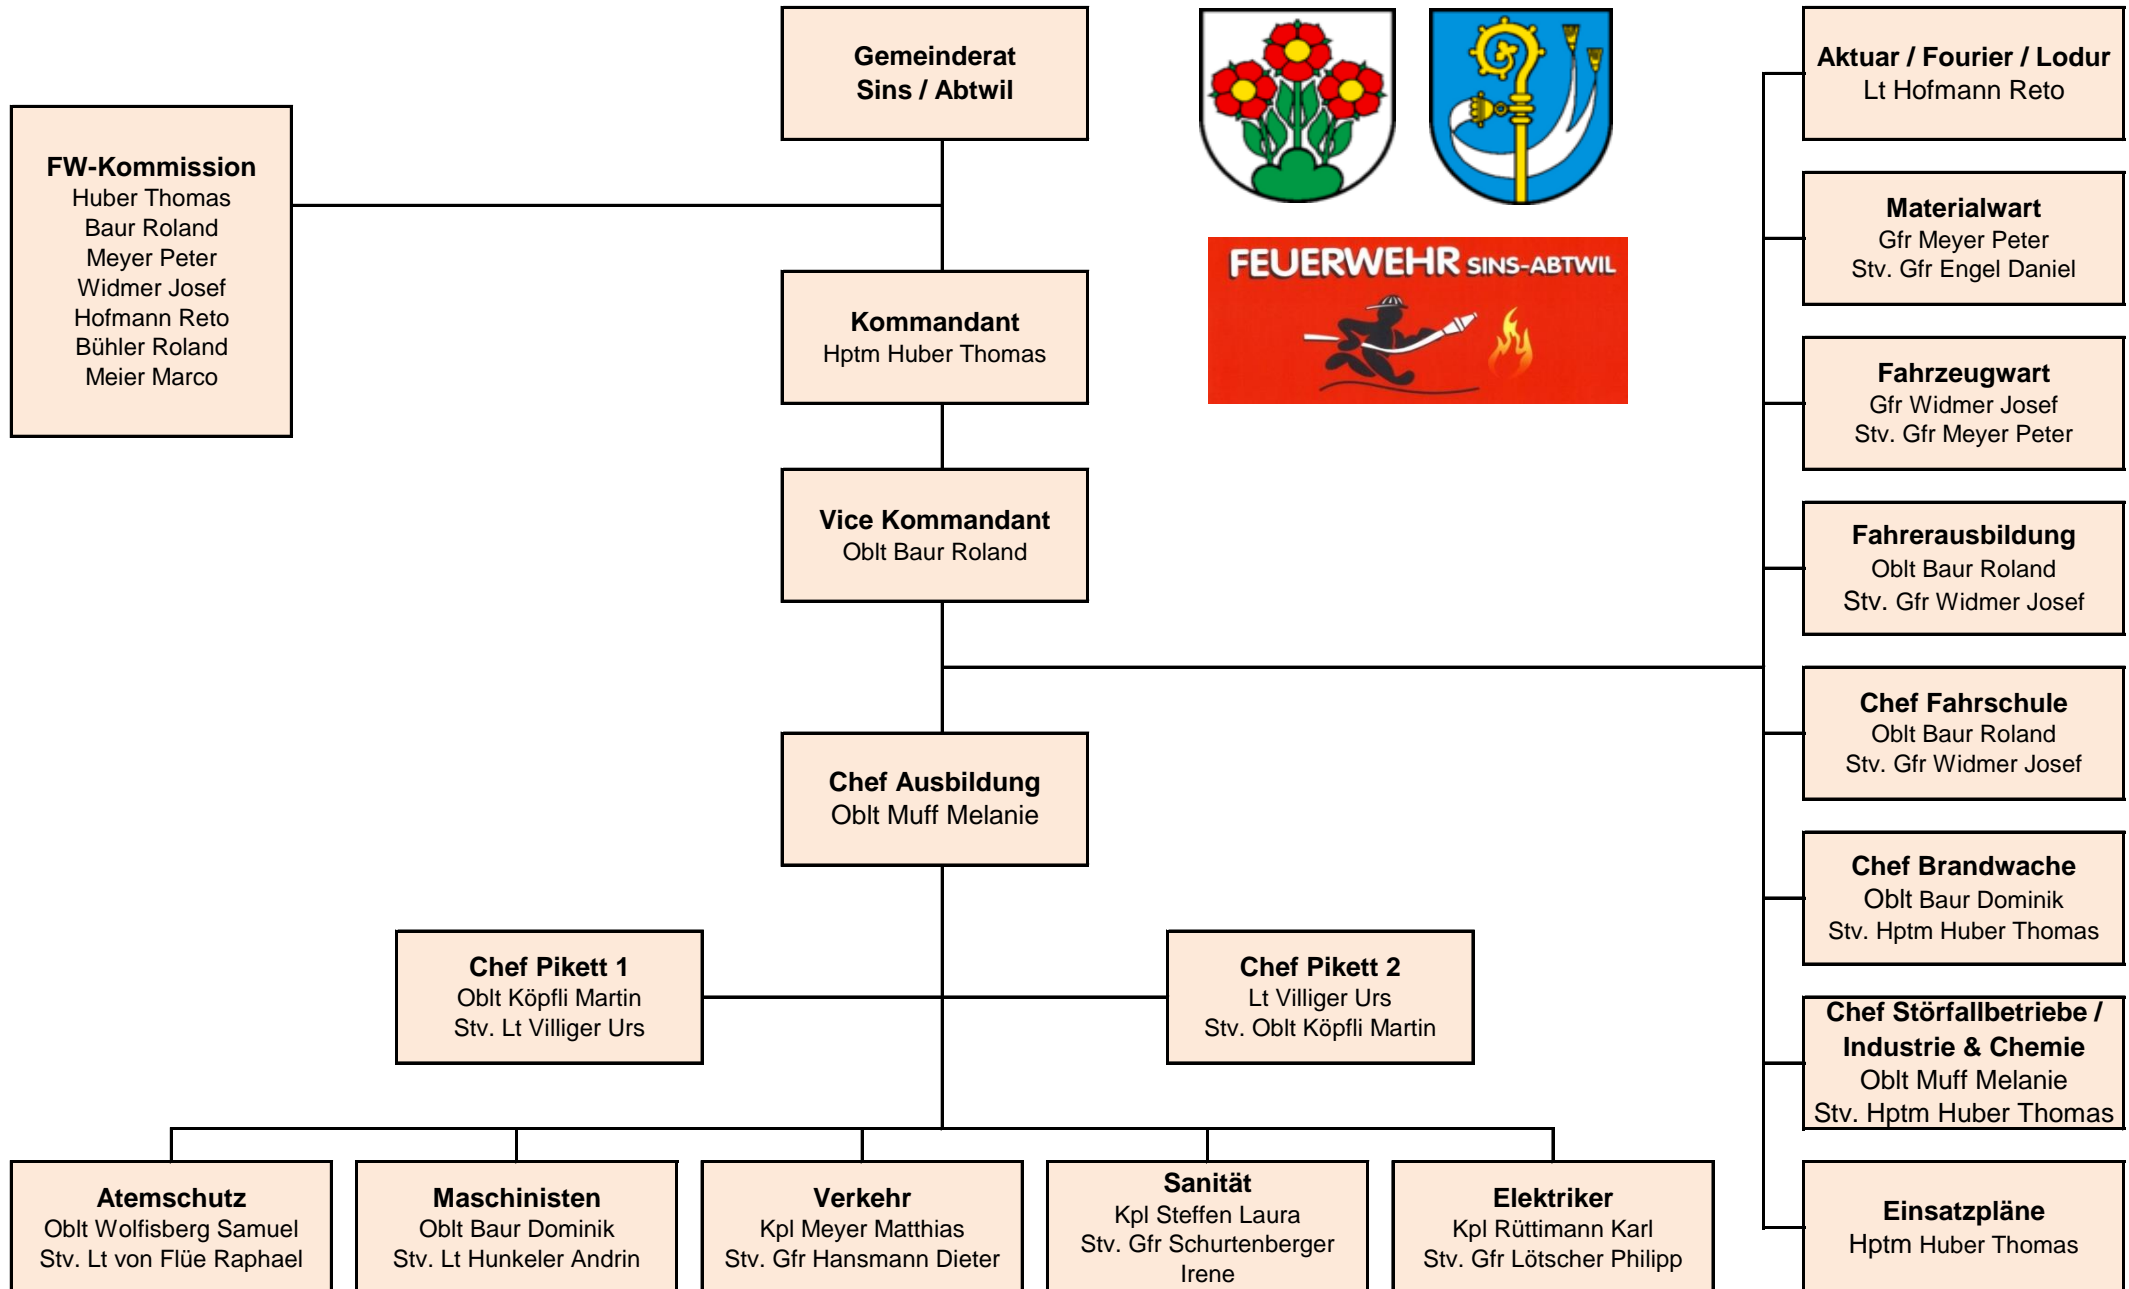 Gemeinderat
Sins / Abtwil
FW-Kommission
Huber Thomas
Baur Roland
Meyer Peter
Widmer Josef
Hofmann Reto
Bühler Roland
Meier Marco
Kommandant
Hptm Huber Thomas
Vice Kommandant
Oblt Baur Roland
FEUERWEHR SINS-ABTWIL
Aktuar / Fourier / Lodur
Lt Hofmann Reto
Materialwart
Gfr Meyer Peter
Stv. Gfr Engel Daniel
Fahrzeugwart
Gfr Widmer Josef
Stv. Gfr Meyer Peter
Fahrerausbildung
Oblt Baur Roland
Stv. Gfr Widmer Josef
Chef Fahrschule
Oblt Baur Roland
Stv. Gfr Widmer Josef
Chef Brandwache
Oblt Baur Dominik
Stv. Hptm Huber Thomas
Chef Störfallbetriebe /
Industrie & Chemie
Oblt Muff Melanie
Stv. Hptm Huber Thomas
Einsatzpläne
Hptm Huber Thomas
Chef Ausbildung
Oblt Muff Melanie
Chef Pikett 1
Oblt Köpfli Martin
Stv. Lt Villiger Urs
Chef Pikett 2
Lt Villiger Urs
Stv. Oblt Köpfli Martin
Atemschutz
Oblt Wolfisberg Samuel
Stv. Lt von Flüe Raphael
Maschinisten
Oblt Baur Dominik
Stv. Lt Hunkeler Andrin
Verkehr
Kpl Meyer Matthias
Stv. Gfr Hansmann Dieter
Sanität
Kpl Steffen Laura
Stv. Gfr Schurtenberger
Irene
Elektriker
Kpl Rüttimann Karl
Stv. Gfr Lötscher Philipp